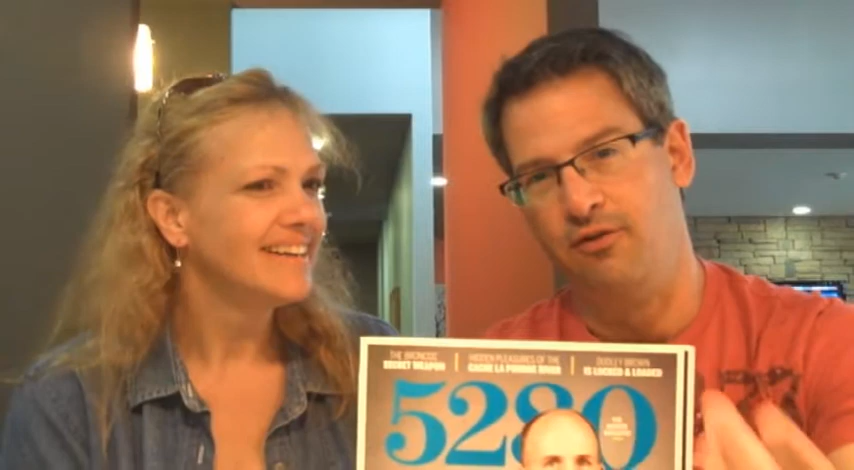 THE BRONCOS'
SECRET WEAPON
HIDDEN PLEASURES OF THE
CACHE LA POUDRE RIVER
DUDLEY BROWN
IS LOCKED & LOADED
5280